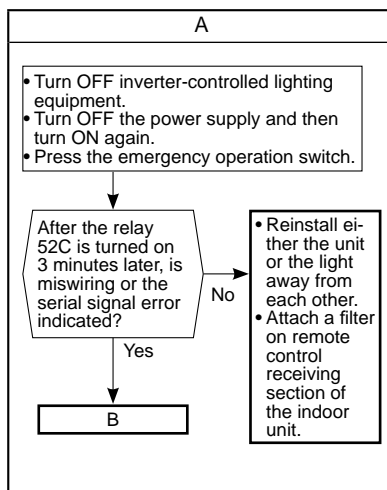 A
• Turn OFF inverter-controlled lighting
equipment.
• Turn OFF the power supply and then
turn ON again.
• Press the emergency operation switch.
After the relay
52C is turned on
3 minutes later, is
miswiring or the
serial signal error
indicated?
No
Yes
• Reinstall ei-
ther the unit
or the light
away from
each other.
• Attach a filter
on remote
control
receiving
section of
the indoor
unit.
B